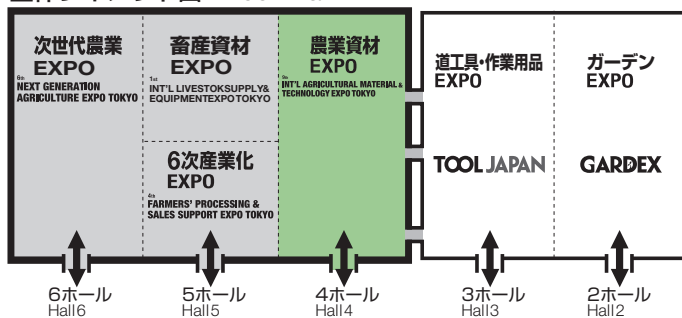 次世代農業
EXPO
6th
NEXT GENERATION
AGRICULTURE EXPO TOKYO
畜産資材
EXPO
1st
INT'L LIVESTOKSUPPLY&
EQUIPMENTEXPO TOKYO
6次産業化
EXPO
4th
FARMERS' PROCESSING &
SALES SUPPORT EXPO TOKYO
農業資材
EXPO
9th
INT'L AGRICULTURAL MATERIAL &
TECHNOLOGY EXPO TOKYO
道工具・作業用品
EXPO
TOOL JAPAN
ガーデン
EXPO
GARDEX
6ホール
Hall6
5ホール
Hall5
4ホール
Hall4
3ホール
Hall3
2ホール
Hall2